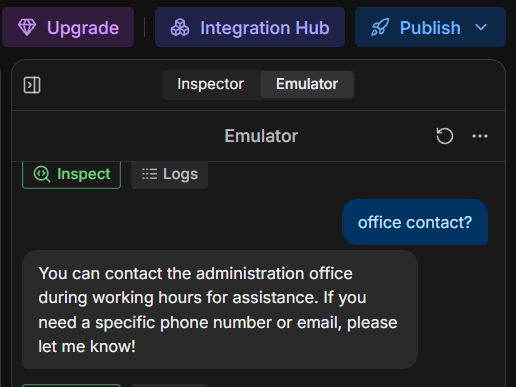 Upgrade
Integration Hub
Publish
Inspector
Emulator
Emulator
Inspect
Logs
office contact?
You can contact the administration office
during working hours for assistance. If you
need a specific phone number or email, please
let me know!